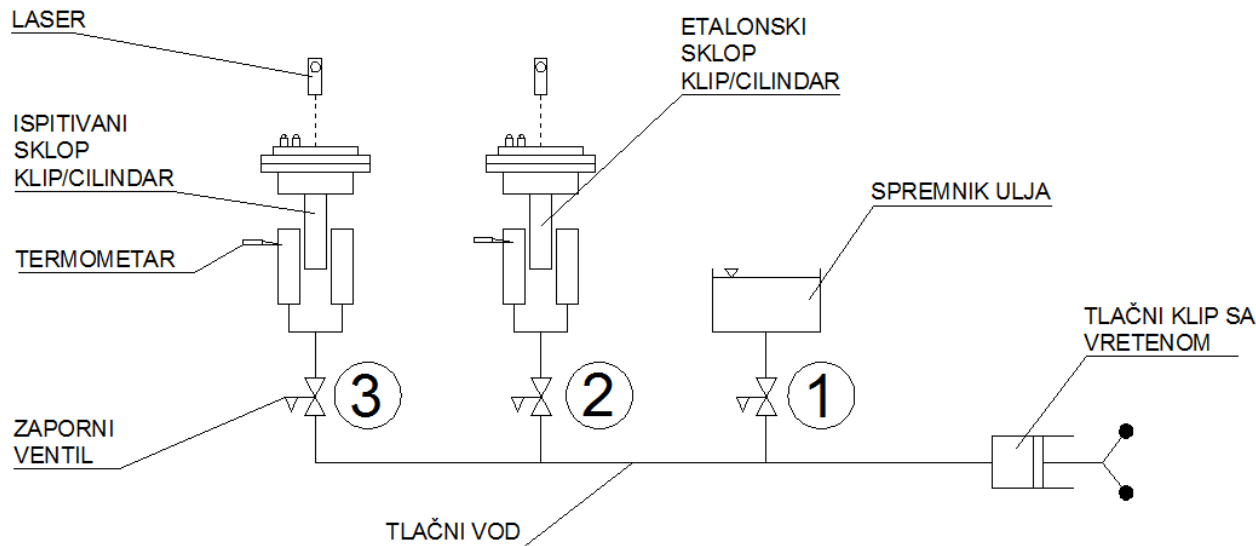 LASER
ETALONSKI
SKLOP
KLIP/CILINDAR
ISPITIVANI
SKLOP
KLIP/CILINDAR
SPREMNIK ULJA
TERMOMETAR
TLAČNI KLIP SA
VRETENOM
3
2
1
ZAPORNI
VENTIL
TLAČNI VOD